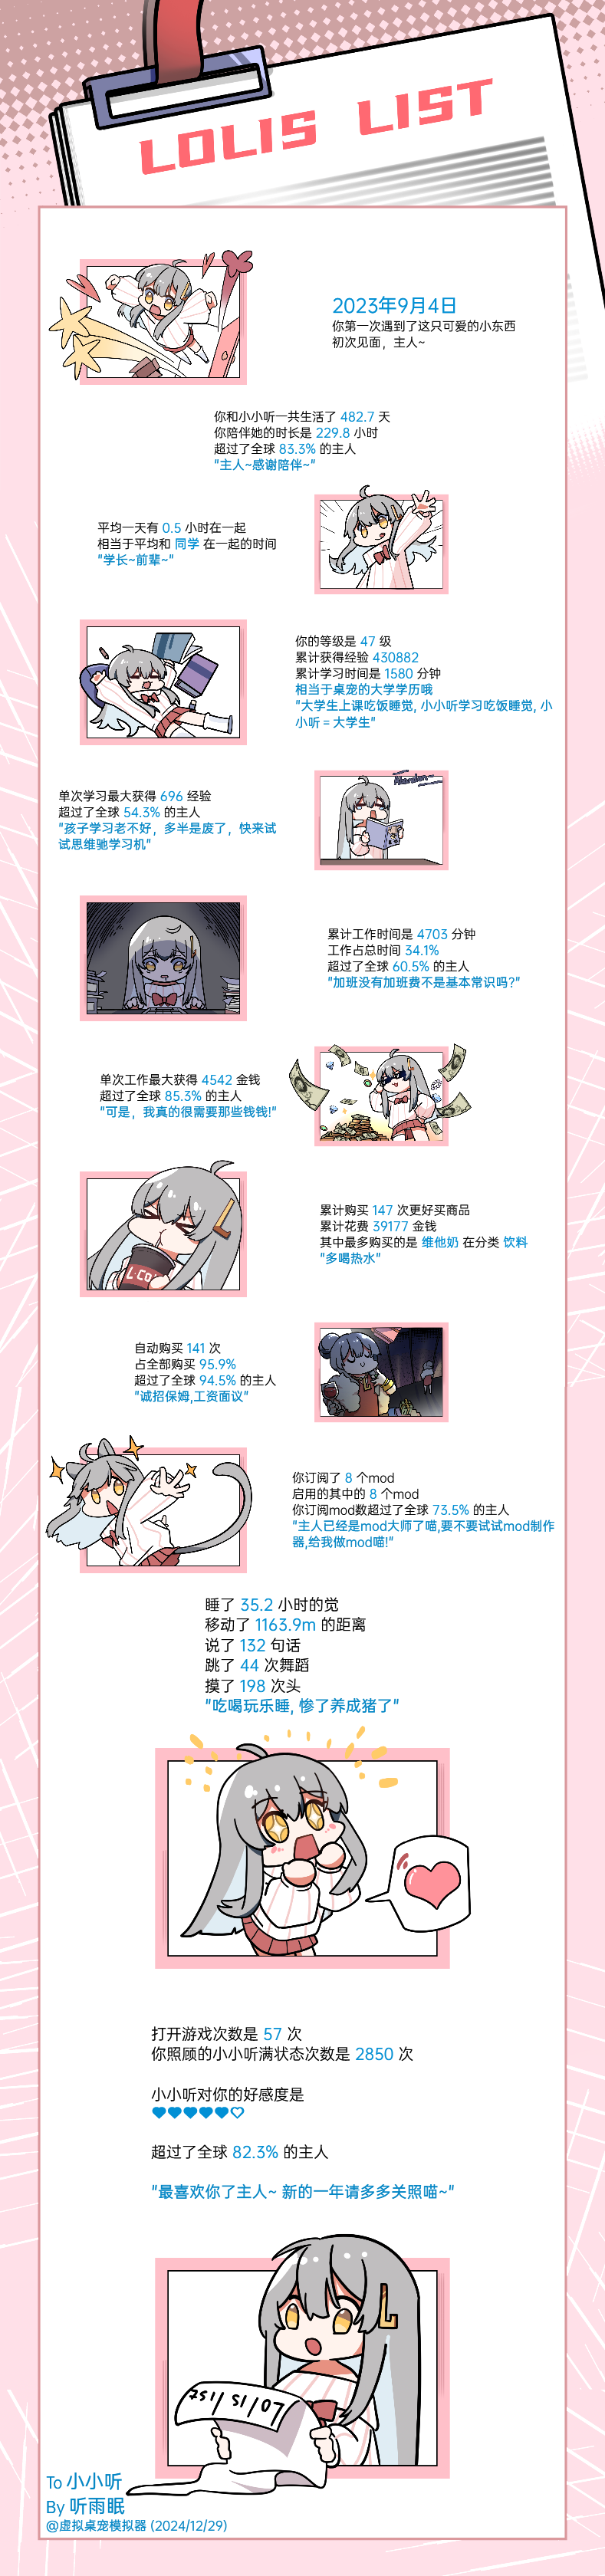 LOLIS LIST
2023年9月4日
你第一次遇到了这只可爱的小东西
初次见面，主人~
你和小小听一共生活了 482.7 天
你陪伴她的时长是 229.8 小时
超过了全球 83.3% 的主人
"主人~感谢陪伴~"
平均一天有 0.5 小时在一起
相当于平均和 同学 在一起的时间
"学长~前辈~"
你的等级是 47 级
累计获得经验 430882
累计学习时间是 1580 分钟
相当于桌宠的大学学历哦
"大学生上课吃饭睡觉, 小小听学习吃饭睡觉, 小
小听 = 大学生"
单次学习最大获得 696 经验
超过了全球 54.3% 的主人
"孩子学习老不好，多半是废了，快来试
试思维驰学习机"
累计工作时间是 4703 分钟
工作占总时间 34.1%
超过了全球 60.5% 的主人
"加班没有加班费不是基本常识吗?"
单次工作最大获得 4542 金钱
超过了全球 85.3% 的主人
"可是，我真的很需要那些钱钱!"
L-CO
累计购买 147 次更好买商品
累计花费 39177 金钱
其中最多购买的是 维他奶 在分类 饮料
"多喝热水"
自动购买 141 次
占全部购买 95.9%
超过了全球 94.5% 的主人
"诚招保姆,工资面议"
你订阅了 8 个mod
启用的其中的 8 个mod
你订阅mod数超过了全球 73.5% 的主人
"主人已经是mod大师了喵,要不要试试mod制作
器,给我做mod喵!"
睡了 35.2 小时的觉
移动了 1163.9m 的距离
说了 132 句话
跳了 44 次舞蹈
摸了 198 次头
"吃喝玩乐睡, 惨了养成猪了"
打开游戏次数是 57 次
你照顾的小小听满状态次数是 2850 次
小小听对你的好感度是
超过了全球 82.3% 的主人
"最喜欢你了主人~ 新的一年请多多关照喵~"
LO/IS /IST
To 小小听
By 听雨眠
@虚拟桌宠模拟器 (2024/12/29)